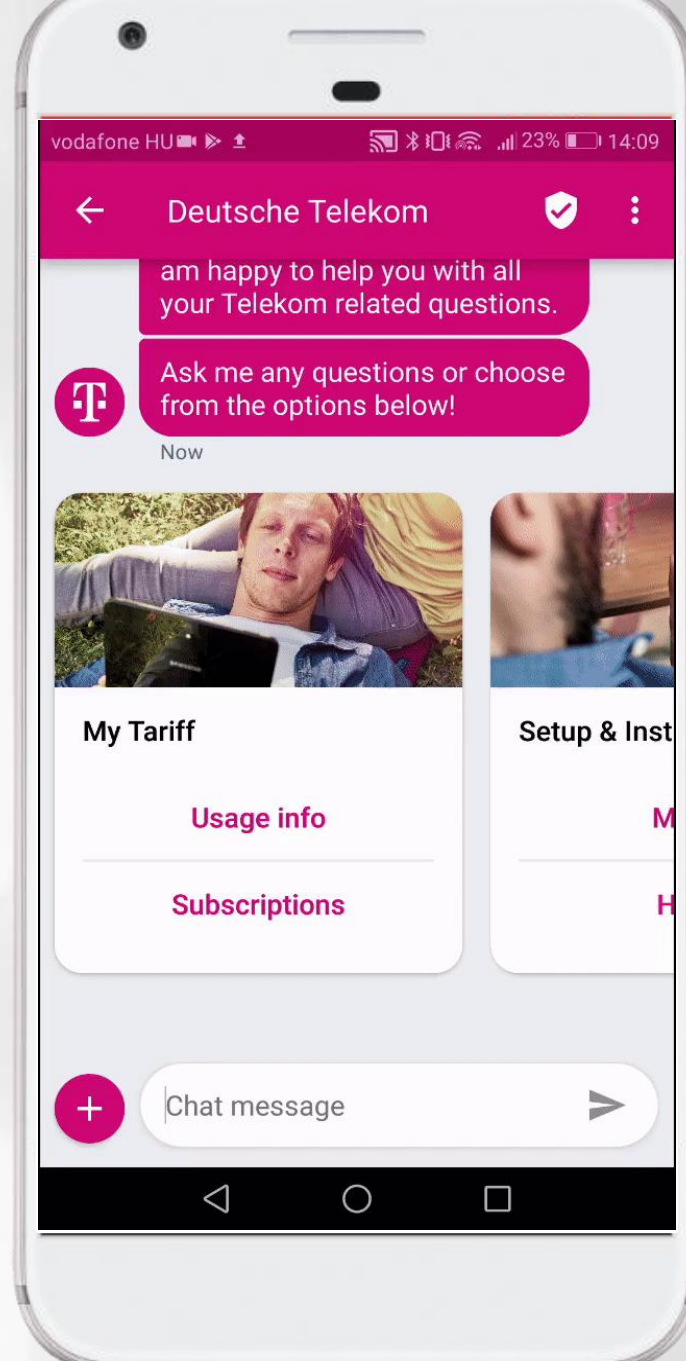 vodafone HU 23% 14:09
Deutsche Telekom
am happy to help you with all
your Telekom related questions.
Ask me any questions or choose
from the options below!
Now
SAMSUNG
My Tariff
Setup & Inst
Usage info
M
Subscriptions
H
Chat message